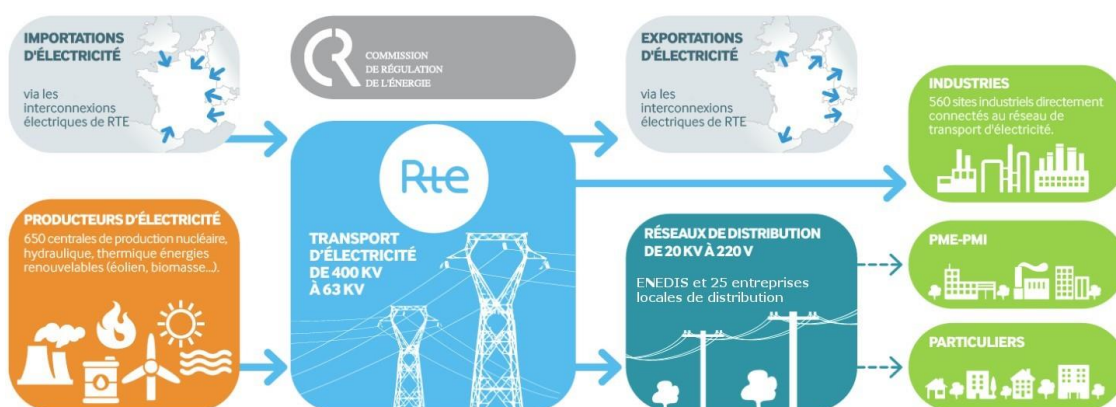 IMPORTATIONS
D'ÉLECTRICITÉ
via les
interconnexions
électriques de RTE
COMMISSION
DE RÉGULATION
DE L'ÉNERGIE
EXPORTATIONS
D'ÉLECTRICITÉ
via les
interconnexions
électriques de RTE
INDUSTRIES
560 sites industriels directement
connectés au réseau de
transport d'électricité.
Rte
PRODUCTEURS D'ÉLECTRICITÉ
650 centrales de production nucléaire,
hydraulique, thermique énergies
renouvelables (éolien, biomasse...).
TRANSPORT
D'ÉLECTRICITÉ
DE 400 KV
À 63 KV
RÉSEAUX DE DISTRIBUTION
DE 20 KV À 220 V
ENEDIS et 25 entreprises
locales de distribution
PME-PMI
PARTICULIERS